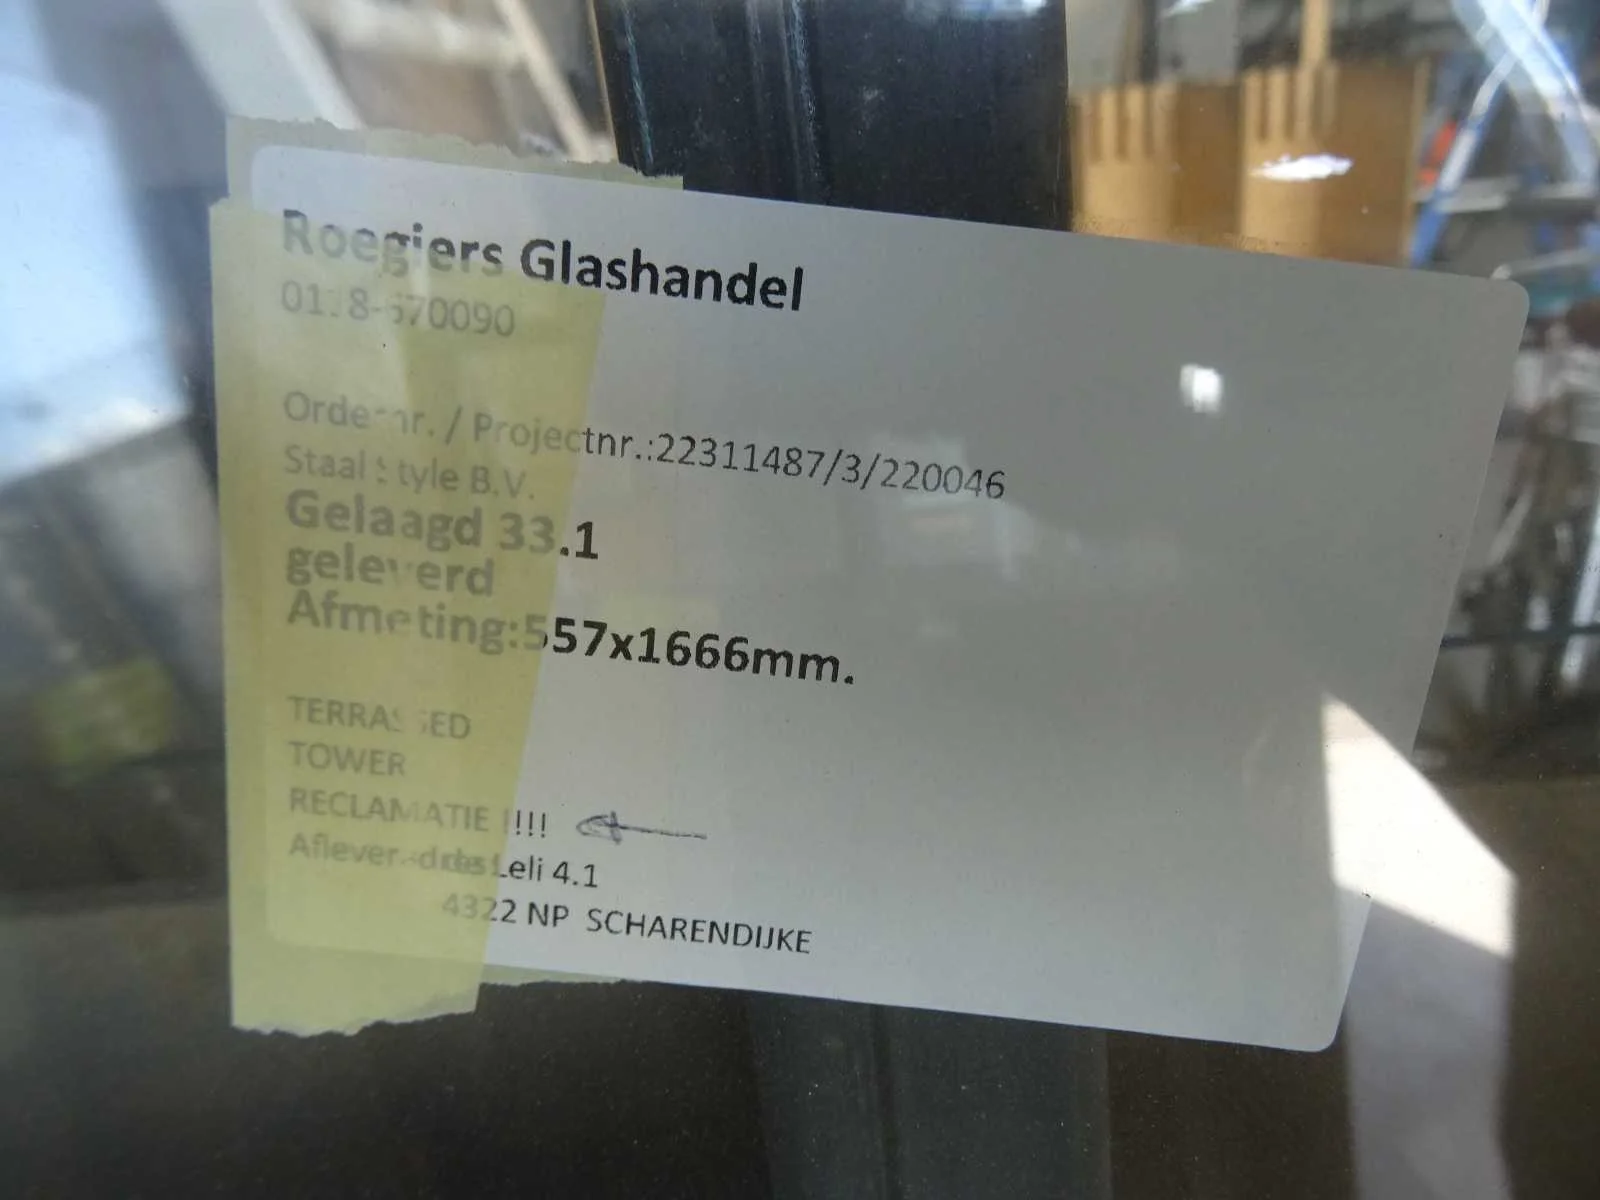 Roegiers Glashandel
0118-670090
Ordernr. / Projectnr.:22311487/3/220046
Staal Style B.V.
Gelaagd 33.1
geleverd
Afmeting:557x1666mm.
TERRASSED
TOWER
RECLAMATIE !!!!
Leli 4.1
4322 NP SCHARENDIJKE